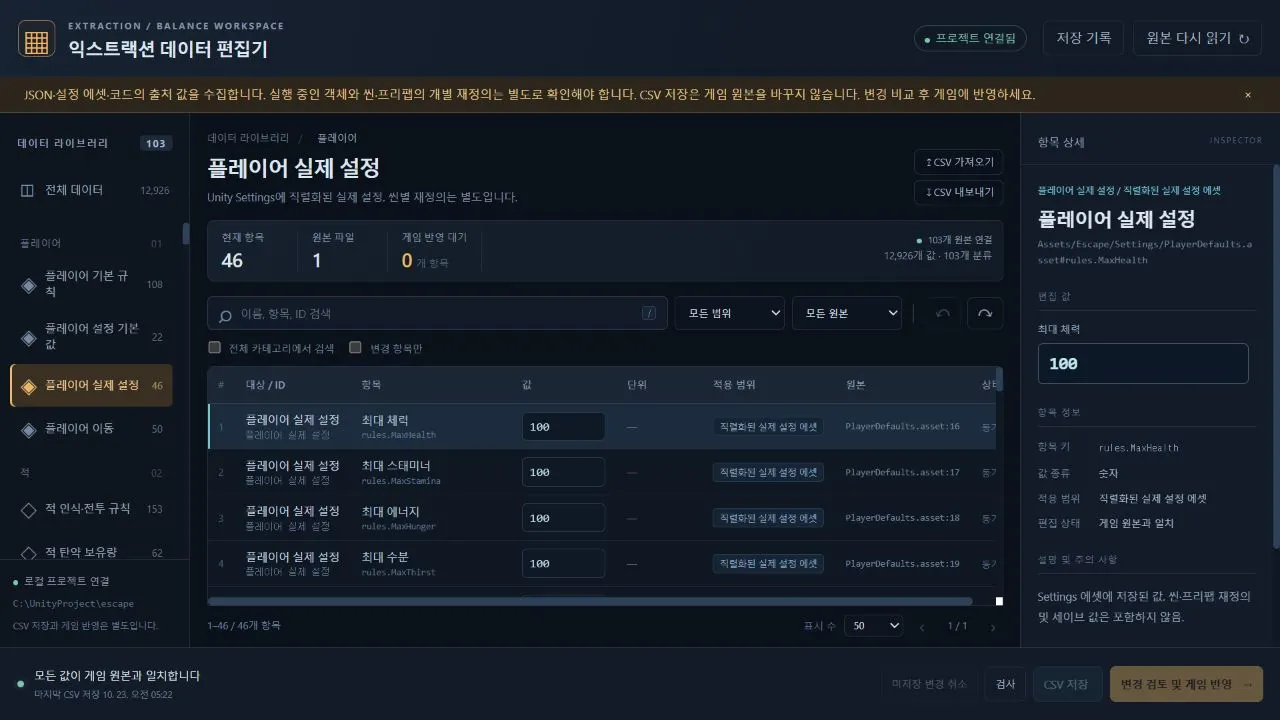 EXTRACTION / BALANCE WORKSPACE
익스트랙션 데이터 편집기
프로젝트 연결됨
저장 기록
원본 다시 읽기 ↻
JSON·설정 에셋·코드의 출처 값을 수집합니다. 실행 중인 객체와 씬·프리팹의 개별 재정의는 별도로 확인해야 합니다. CSV 저장은 게임 원본을 바꾸지 않습니다. 변경 비교 후 게임에 반영하세요. ×
데이터 라이브러리 103
전체 데이터 12,926
플레이어 01
플레이어 기본 규
칙 108
플레이어 설정 기본
값 22
플레이어 실제 설정 46
플레이어 이동 50
적 02
적 인식·전투 규칙 153
적 탄약 보유량 62
로컬 프로젝트 연결
C:\UnityProject\escape
CSV 저장과 게임 반영은 별도입니다.
데이터 라이브러리 / 플레이어
플레이어 실제 설정
Unity Settings에 직렬화된 실제 설정. 씬별 재정의는 별도입니다.
↥ CSV 가져오기
↧ CSV 내보내기
현재 항목 원본 파일 게임 반영 대기
46 1 0 개 항목
103개 원본 연결
12,926개 값 · 103개 분류
이름, 항목, ID 검색 /
모든 범위
모든 원본
전체 카테고리에서 검색 변경 항목만
# 대상 / ID 항목 값 단위 적용 범위 원본
1 플레이어 실제 설정 최대 체력 100 — 직렬화된 실제 설정 에셋 PlayerDefaults.asset:16
플레이어 실제 설정 rules.MaxHealth
2 플레이어 실제 설정 최대 스태미너 100 — 직렬화된 실제 설정 에셋 PlayerDefaults.asset:17
플레이어 실제 설정 rules.MaxStamina
3 플레이어 실제 설정 최대 에너지 100 — 직렬화된 실제 설정 에셋 PlayerDefaults.asset:18
플레이어 실제 설정 rules.MaxHunger
4 플레이어 실제 설정 최대 수분 100 — 직렬화된 실제 설정 에셋 PlayerDefaults.asset:19
플레이어 실제 설정 rules.MaxThirst
1–46 / 46개 항목
표시 수 50 ‹ 1 / 1 ›
항목 상세 INSPECTOR
플레이어 실제 설정 / 직렬화된 실제 설정 에셋
플레이어 실제 설정
Assets/Escape/Settings/PlayerDefaults.a
sset#rules.MaxHealth
편집 값
최대 체력
100
항목 정보
항목 키 rules.MaxHealth
값 종류 숫자
적용 범위 직렬화된 실제 설정 에셋
편집 상태 게임 원본과 일치
설명 및 주의 사항
Settings 에셋에 저장된 값. 씬·프리팹 재정의
및 세이브 값은 포함하지 않음.
모든 값이 게임 원본과 일치합니다
마지막 CSV 저장 10. 23. 오전 05:22
미저장 변경 취소
검사
CSV 저장
변경 검토 및 게임 반영 →